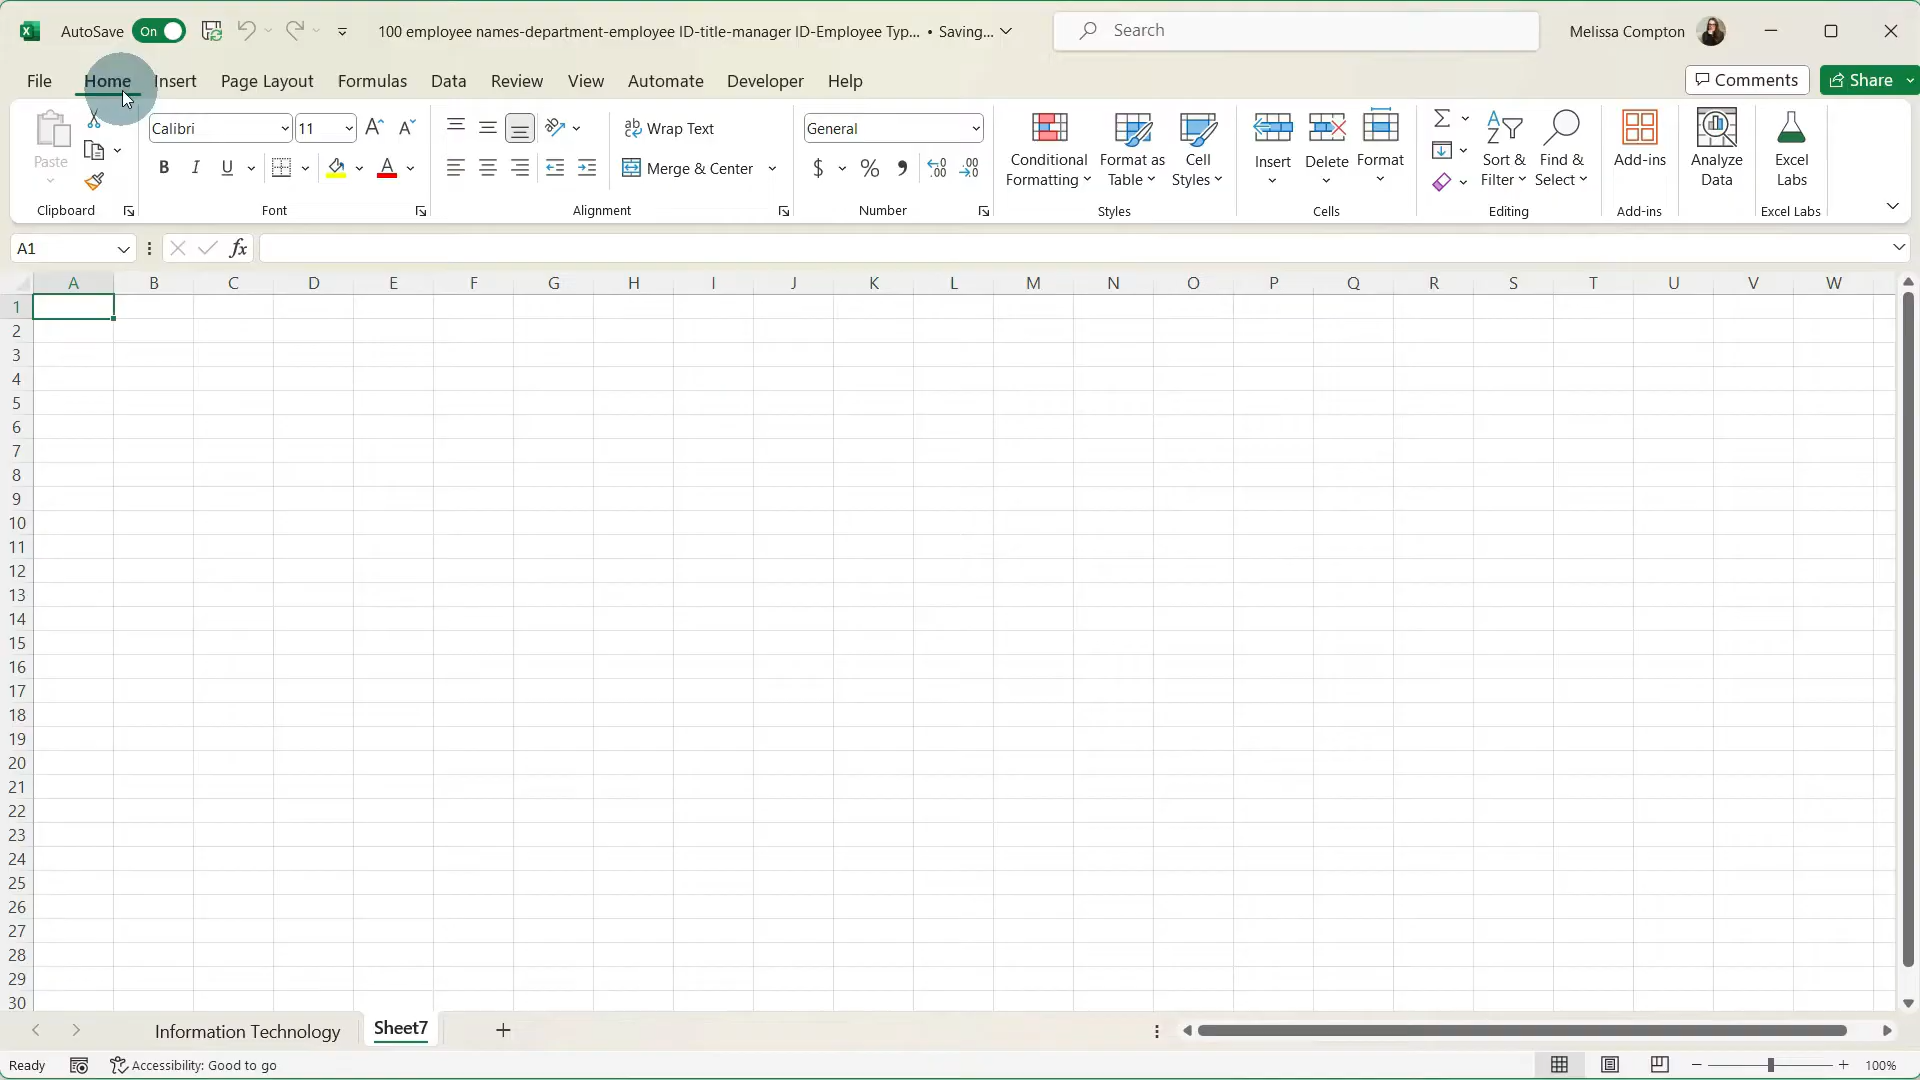 AutoSave On 100 employee names-department-employee ID-title-manager ID-Employee Typ... • Saving... Search Melissa Compton
File Home Insert Page Layout Formulas Data Review View Automate Developer Help Comments Share
Paste
Clipboard
Calibri 11
B I U A
Font
Wrap Text
Merge & Center
Alignment
General
$ % .00 .0
Number
Conditional Formatting
Format as Table
Cell Styles
Styles
Insert Delete Format
Cells
Sort & Filter
Find & Select
Editing
Add-ins
Add-ins
Analyze Data
Excel Labs
Excel Labs
A1 fx
A B C D E F G H I J K L M N O P Q R S T U V W
1
2
3
4
5
6
7
8
9
10
11
12
13
14
15
16
17
18
19
20
21
22
23
24
25
26
27
28
29
30
Information Technology Sheet7
Ready Accessibility: Good to go 100%